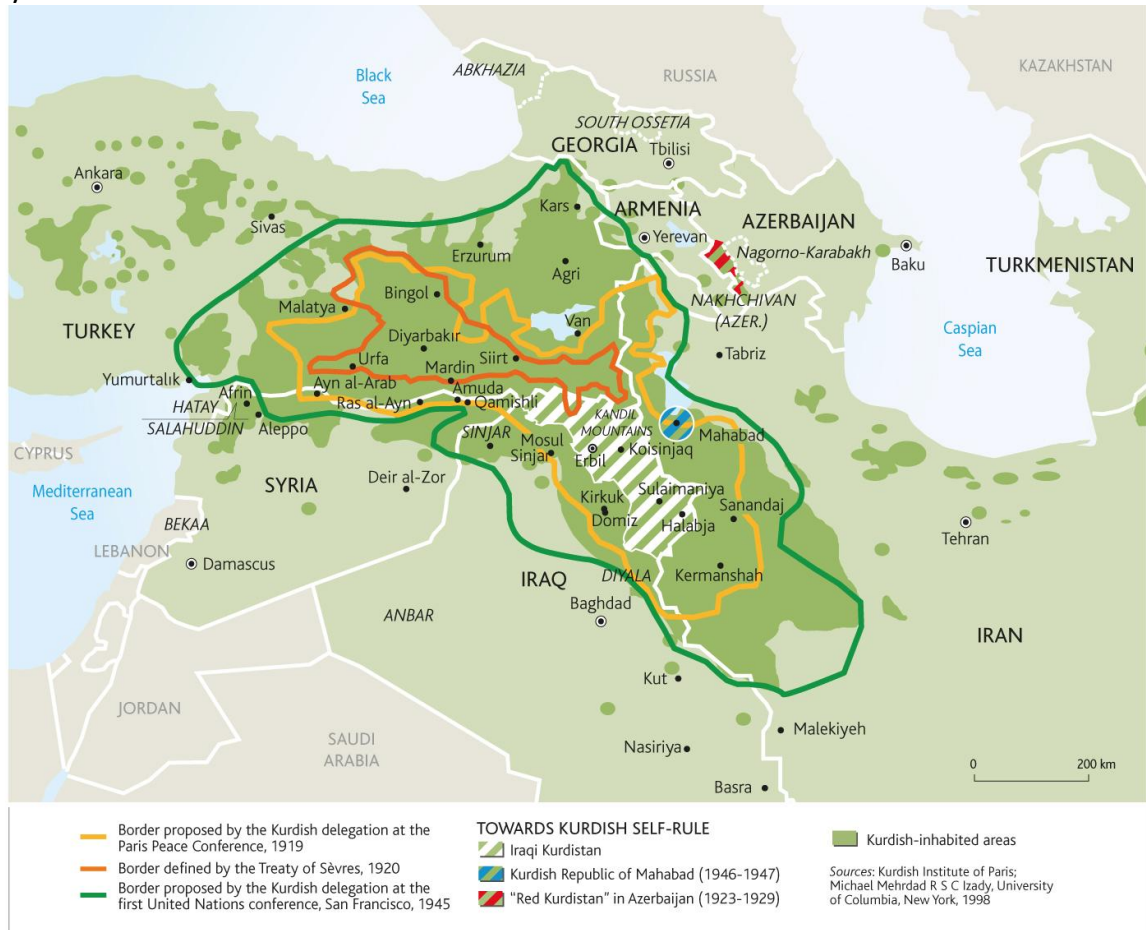 Black
Sea
ABKHAZIA
RUSSIA
KAZAKHSTAN
SOUTH OSSETIA
GEORGIA
Tbilisi
Ankara
Sivas
Kars
ARMENIA
AZERBAIJAN
Yerevan
Nagorno-Karabakh
Baku
Erzurum
Agri
TURKMENISTAN
Bingol
NAKHCHIVAN
(AZER.)
Malatya
Van
Caspian
Sea
TURKEY
Diyarbakır
Tabriz
Urfa
Siirt
Mardin
Yumurtalik
Ayn al-Arab
Amuda
Afrin
Ras al-Ayn
Qamishli
HATAY
SALAHUDDIN
Aleppo
KANDIL
MOUNTAINS
Mahabad
SINJAR
Mosul
Sinjar
Erbil
Koisinjaq
CYPRUS
SYRIA
Deir al-Zor
Mediterranean
Sea
Sulaimaniya
Kirkuk
Domiz
Sanandaj
Halabja
BEKAA
Tehran
LEBANON
Damascus
IRAQ
DIYALA
Kermanshah
Baghdad
ANBAR
IRAN
Kut
JORDAN
Malekiyeh
SAUDI
ARABIA
Nasiriya
0 200 km
Basra
Border proposed by the Kurdish delegation at the
Paris Peace Conference, 1919
Border defined by the Treaty of Sèvres, 1920
Border proposed by the Kurdish delegation at the
first United Nations conference, San Francisco, 1945
TOWARDS KURDISH SELF-RULE
Iraqi Kurdistan
Kurdish Republic of Mahabad (1946-1947)
"Red Kurdistan" in Azerbaijan (1923-1929)
Kurdish-inhabited areas
Sources: Kurdish Institute of Paris;
Michael Mehrdad R S C Izady, University
of Columbia, New York, 1998